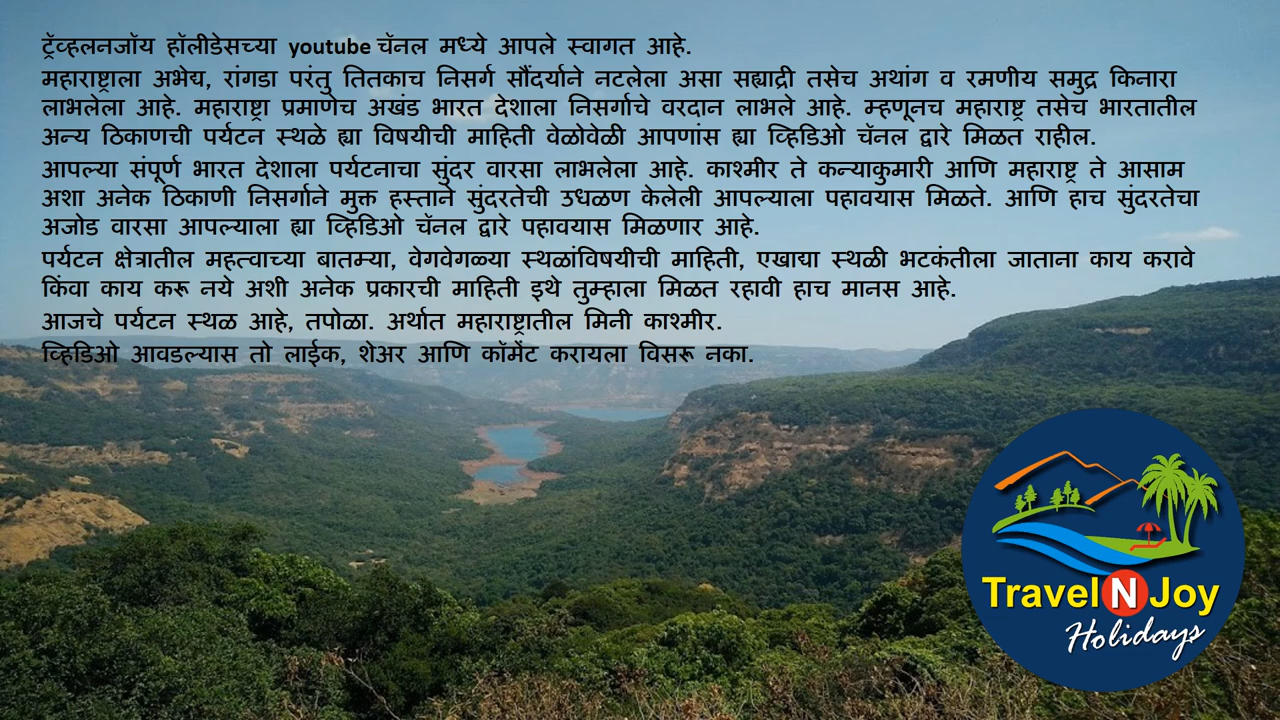 ट्रॅव्हलनजॉय हॉलीडेसच्या youtube चॅनल मध्ये आपले स्वागत आहे.
महाराष्ट्राला अभेद्य, रांगडा परंतु तितकाच निसर्ग सौंदर्याने नटलेला असा सह्याद्री तसेच अथांग व रमणीय समुद्र किनारा
लाभलेला आहे. महाराष्ट्रा प्रमाणेच अखंड भारत देशाला निसर्गाचे वरदान लाभले आहे. म्हणूनच महाराष्ट्र तसेच भारतातील
अन्य ठिकाणची पर्यटन स्थळे ह्या विषयीची माहिती वेळोवेळी आपणांस ह्या व्हिडिओ चॅनल द्वारे मिळत राहील.
आपल्या संपूर्ण भारत देशाला पर्यटनाचा सुंदर वारसा लाभलेला आहे. काश्मीर ते कन्याकुमारी आणि महाराष्ट्र ते आसाम
अशा अनेक ठिकाणी निसर्गाने मुक्त हस्ताने सुंदरतेची उधळण केलेली आपल्याला पहावयास मिळते. आणि हाच सुंदरतेचा
अजोड वारसा आपल्याला ह्या व्हिडिओ चॅनल द्वारे पहावयास मिळणार आहे.
पर्यटन क्षेत्रातील महत्वाच्या बातम्या, वेगवेगळ्या स्थळांविषयीची माहिती, एखाद्या स्थळी भटकंतीला जाताना काय करावे
किंवा काय करू नये अशी अनेक प्रकारची माहिती इथे तुम्हाला मिळत रहावी हाच मानस आहे.
आजचे पर्यटन स्थळ आहे, तपोळा. अर्थात महाराष्ट्रातील मिनी काश्मीर.
व्हिडिओ आवडल्यास तो लाईक, शेअर आणि कॉमेंट करायला विसरू नका.
Travel N Joy
Holidays